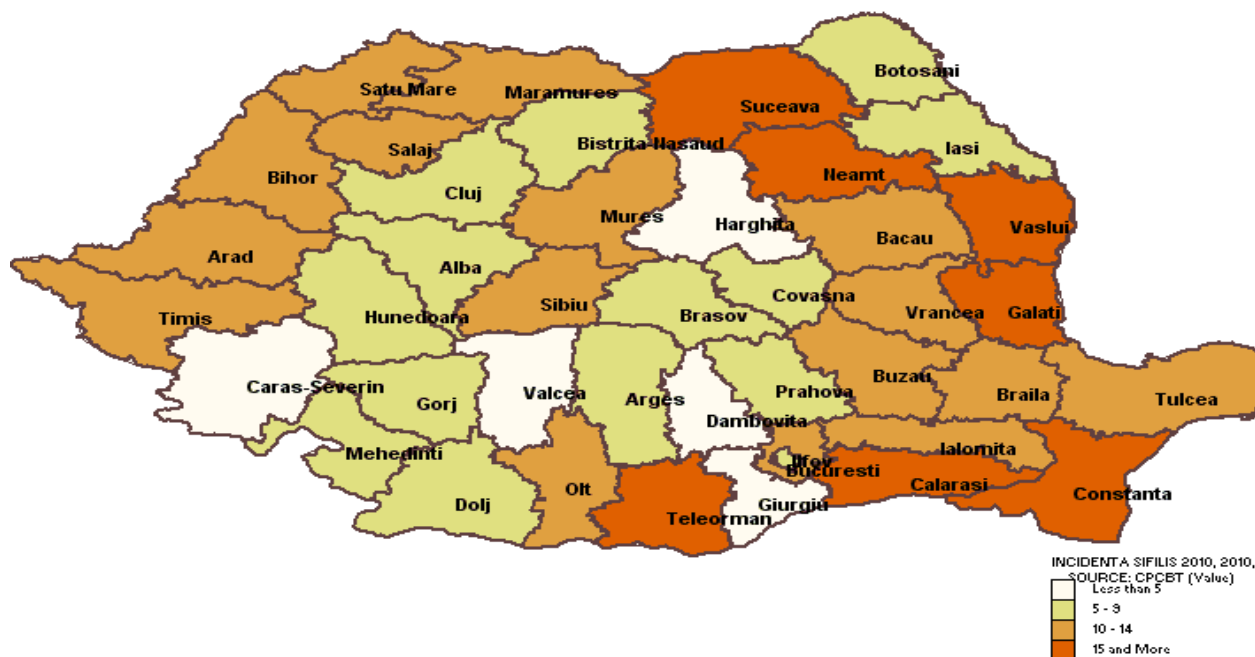 Botosani
Satu Mare
Maramures
Suceava
Bistrita-Nasaud
Iasi
Salaj
Bihor
Neamt
Cluj
Mures
Harghita
Vaslui
Bacau
Arad
Alba
Covasna
Sibiu
Galati
Vrancea
Timis
Hunedoara
Brasov
Buzau
Caras-Severin
Valcea
Prahova
Braila
Tulcea
Arges
Gorj
Dambovita
Mehedinti
Ialomita
Ilfov
Bucuresti
Calarasi
Olt
Constanta
Dolj
Giurgiu
Teleorman
INCIDENTA SIFILIS 2010, 2010,
SOURCE: CPCBT (Value)
Less than 5
5 - 9
10 - 14
15 and More